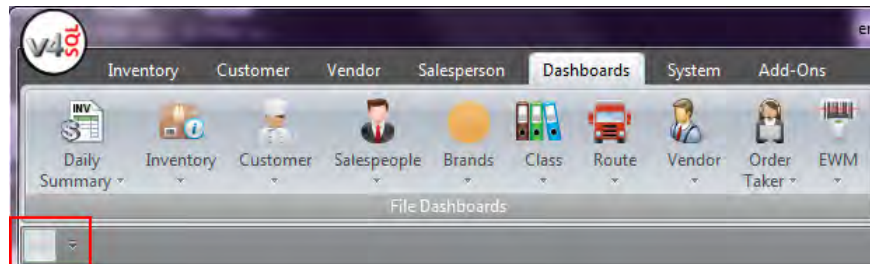 v4SQL
Inventory Customer Vendor Salesperson Dashboards System Add-Ons
INV
Daily Summary Inventory Customer Salespeople Brands Class Route Vendor Order Taker EWM
File Dashboards